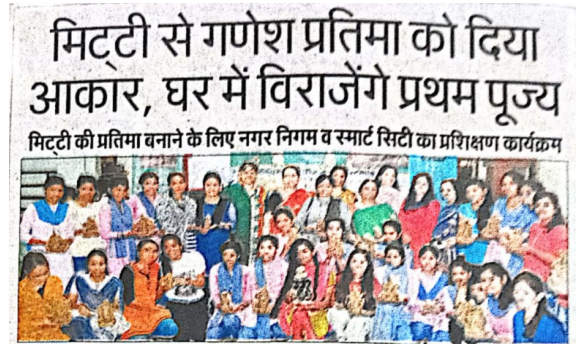 मिट्टी से गणेश प्रतिमा को दिया
आकार, घर में विराजेंगे प्रथम पूज्य
मिट्टी की प्रतिमा बनाने के लिए नगर निगम व स्मार्ट सिटी का प्रशिक्षण कार्यक्रम